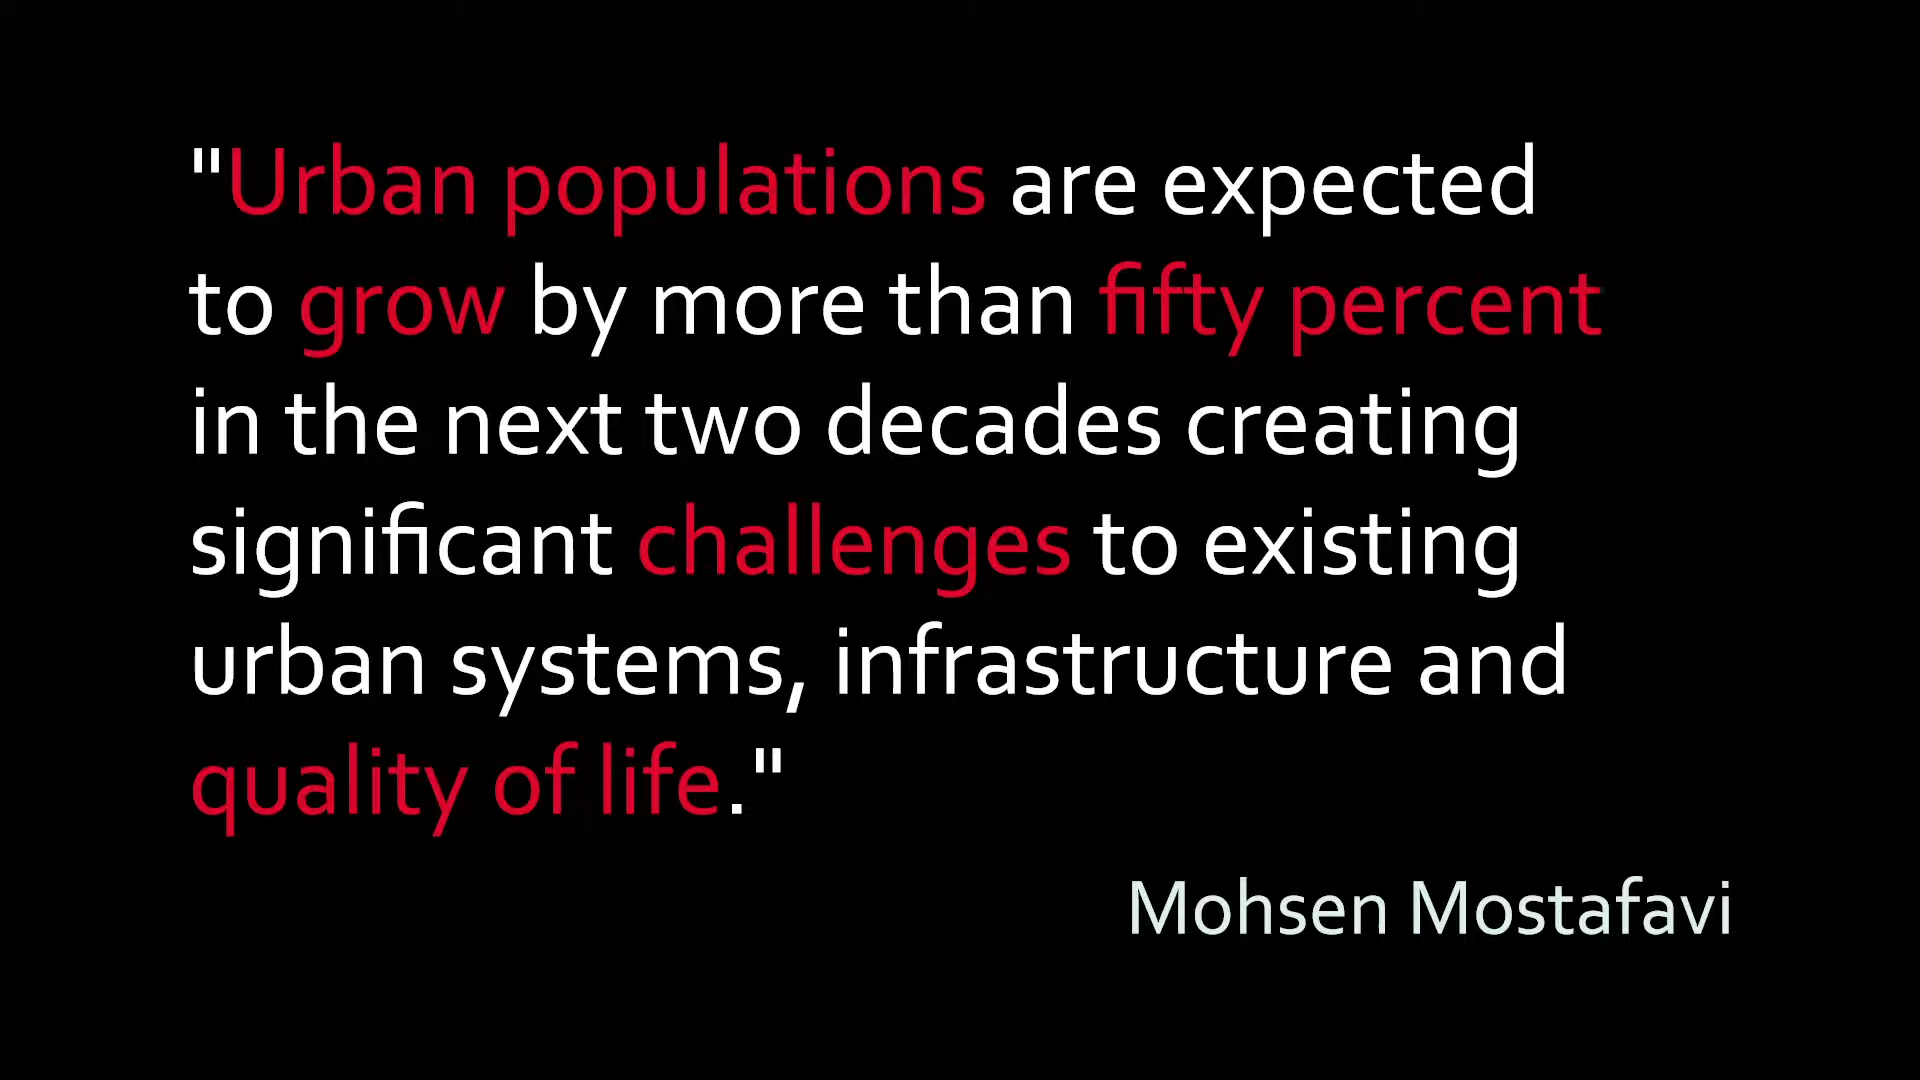 "Urban populations are expected
to grow by more than fifty percent
in the next two decades creating
significant challenges to existing
urban systems, infrastructure and
quality of life."
Mohsen Mostafavi